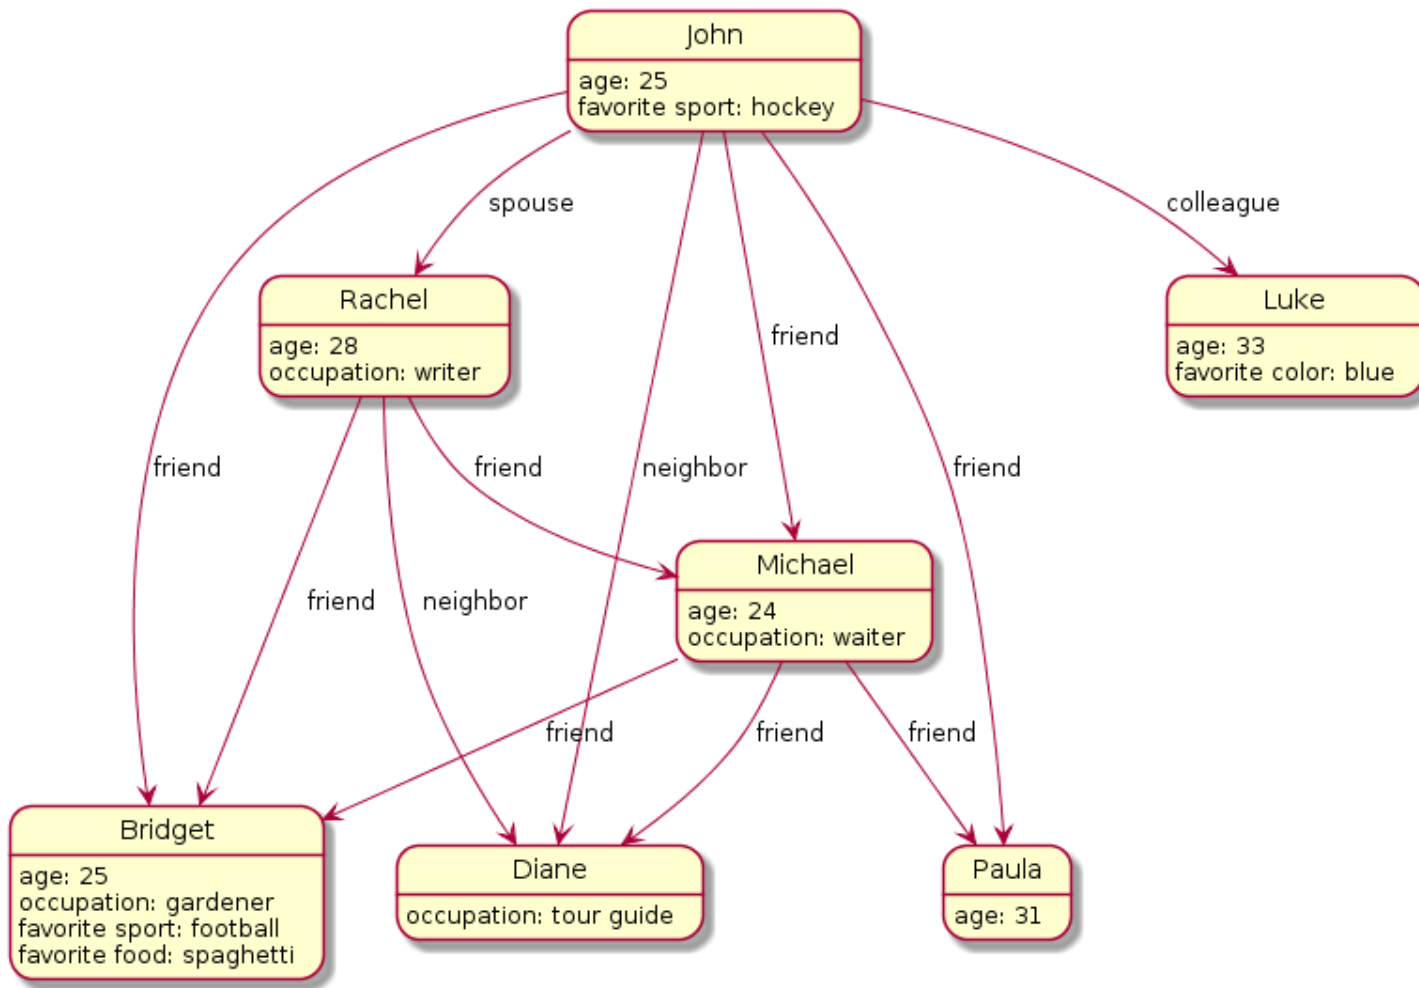 John
age: 25
favorite sport: hockey
spouse
colleague
Rachel
age: 28
occupation: writer
Luke
age: 33
favorite color: blue
friend
friend
friend
neighbor
friend
Michael
age: 24
occupation: waiter
friend
neighbor
friend
friend
friend
Bridget
age: 25
occupation: gardener
favorite sport: football
favorite food: spaghetti
Diane
occupation: tour guide
Paula
age: 31